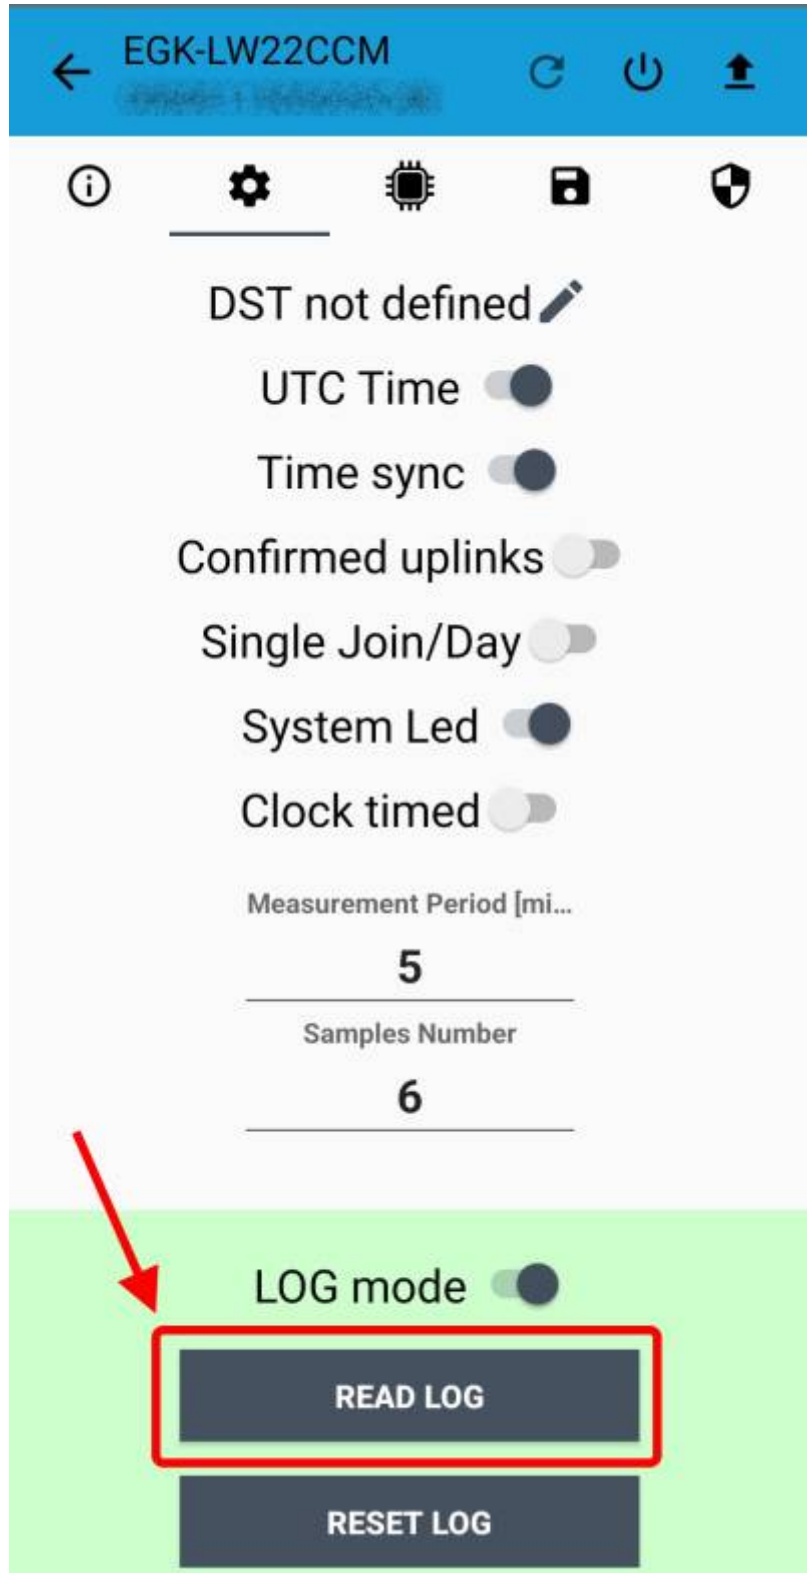 EGK-LW22CCM
DST not defined
UTC Time
Time sync
Confirmed uplinks
Single Join/Day
System Led
Clock timed
Measurement Period [mi...
5
Samples Number
6
LOG mode
READ LOG
RESET LOG